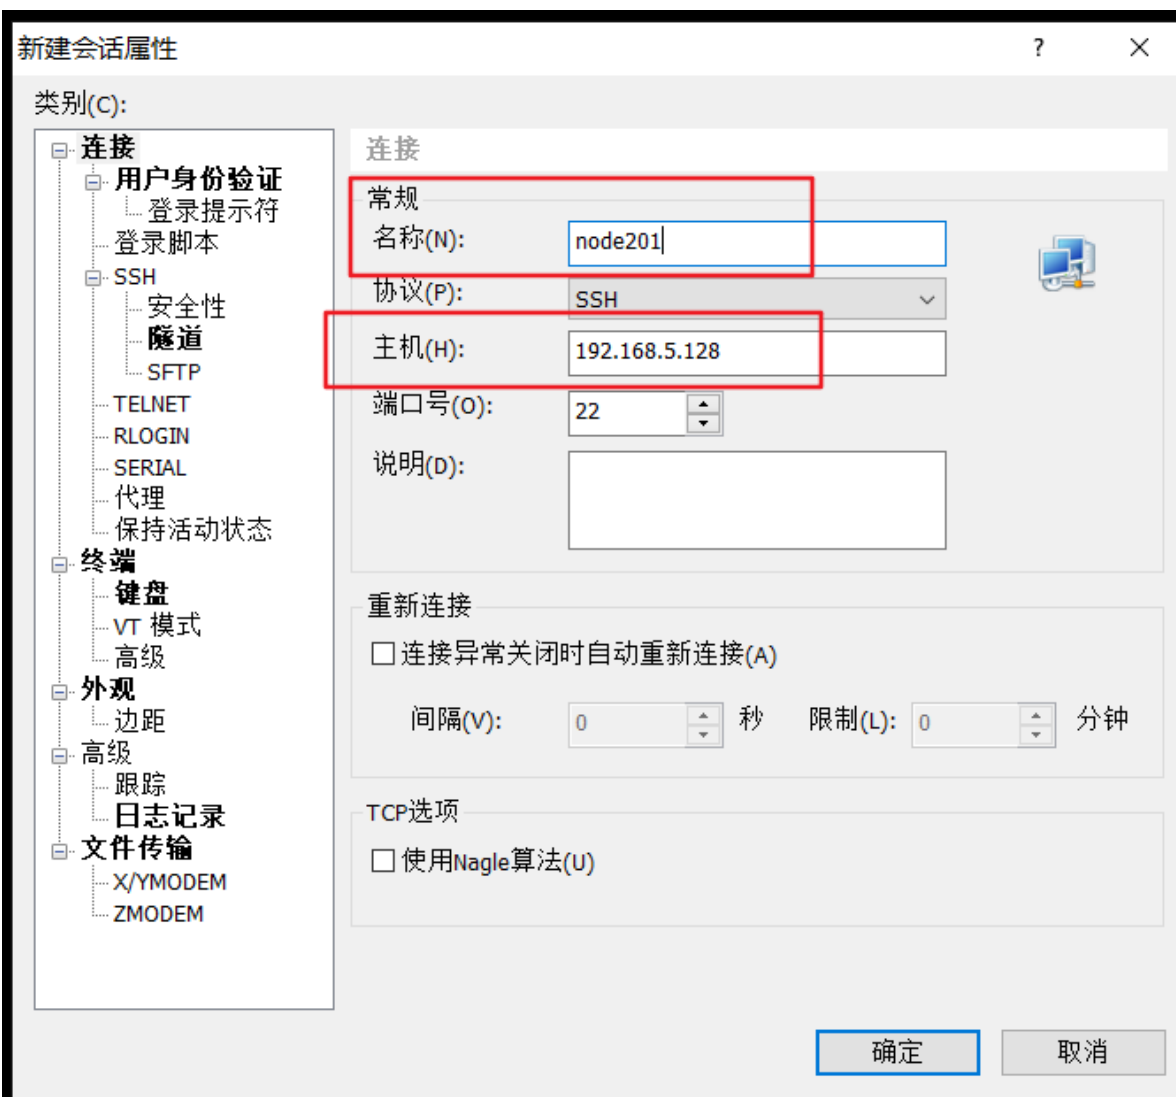 新建会话属性
?
类别(C):
连接
用户身份验证
登录提示符
登录脚本
SSH
安全性
隧道
SFTP
TELNET
RLOGIN
SERIAL
代理
保持活动状态
终端
键盘
VT 模式
高级
外观
边距
高级
跟踪
日志记录
文件传输
X/YMODEM
ZMODEM
连接
常规
名称(N): node201
协议(P): SSH
主机(H): 192.168.5.128
端口号(O): 22
说明(D):
重新连接
连接异常关闭时自动重新连接(A)
间隔(V): 0 秒 限制(L): 0 分钟
TCP选项
使用Nagle算法(U)
确定 取消